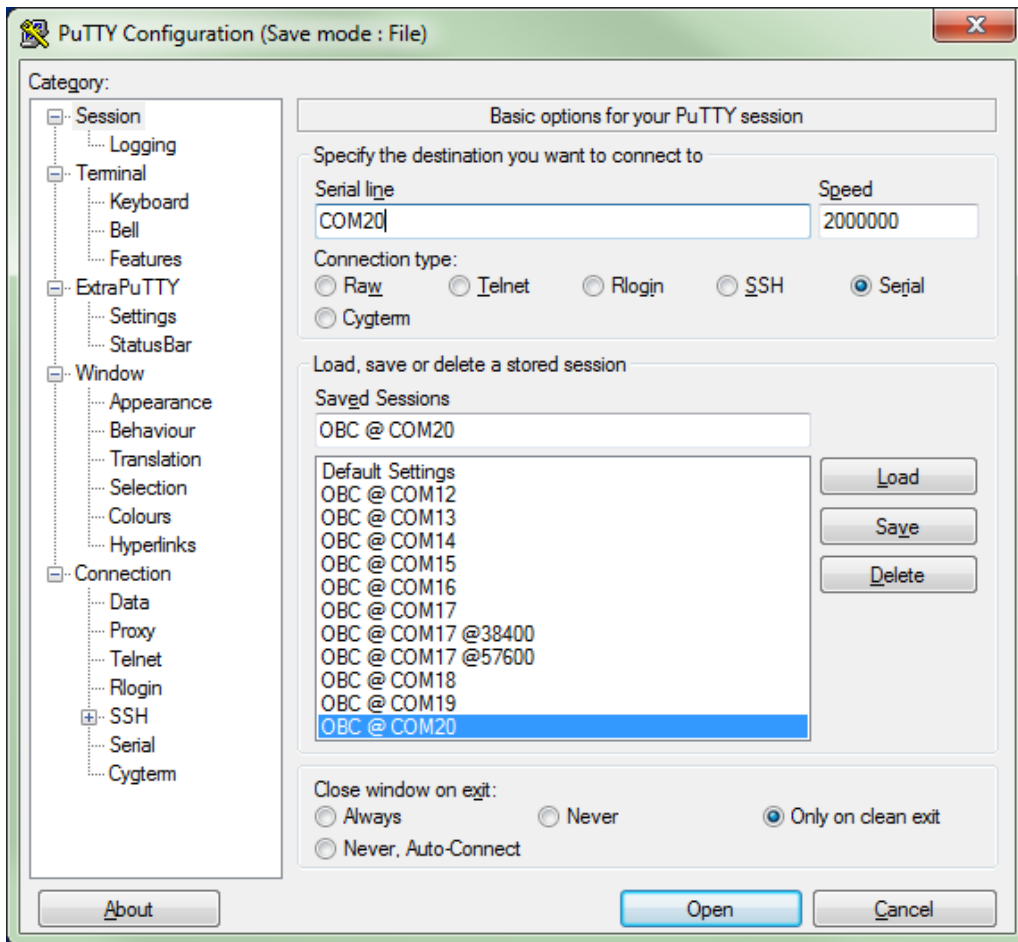 PuTTY Configuration (Save mode : File)
Category:
Session
Logging
Terminal
Keyboard
Bell
Features
ExtraPuTTY
Settings
StatusBar
Window
Appearance
Behaviour
Translation
Selection
Colours
Hyperlinks
Connection
Data
Proxy
Telnet
Rlogin
SSH
Serial
Cygterm
Basic options for your PuTTY session
Specify the destination you want to connect to
Serial line Speed
COM20 2000000
Connection type:
Raw Telnet Rlogin SSH Serial
Cygterm
Load, save or delete a stored session
Saved Sessions
OBC @ COM20
Default Settings
OBC @ COM12
OBC @ COM13
OBC @ COM14
OBC @ COM15
OBC @ COM16
OBC @ COM17
OBC @ COM17 @38400
OBC @ COM17 @57600
OBC @ COM18
OBC @ COM19
OBC @ COM20
Load
Save
Delete
Close window on exit:
Always Never Only on clean exit
Never, Auto-Connect
About Open Cancel